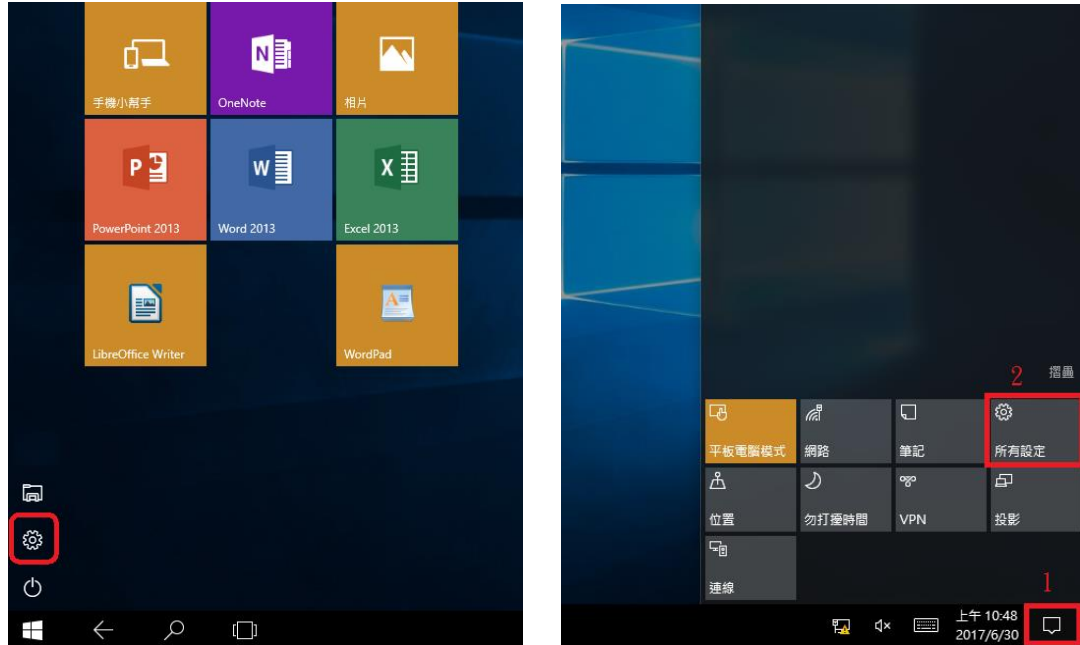 手機小幫手
OneNote
相片
PowerPoint 2013
Word 2013
Excel 2013
LibreOffice Writer
WordPad
2
摺疊
平板電腦模式
網路
筆記
所有設定
位置
勿打擾時間
VPN
投影
連線
1
上午 10:48
2017/6/30